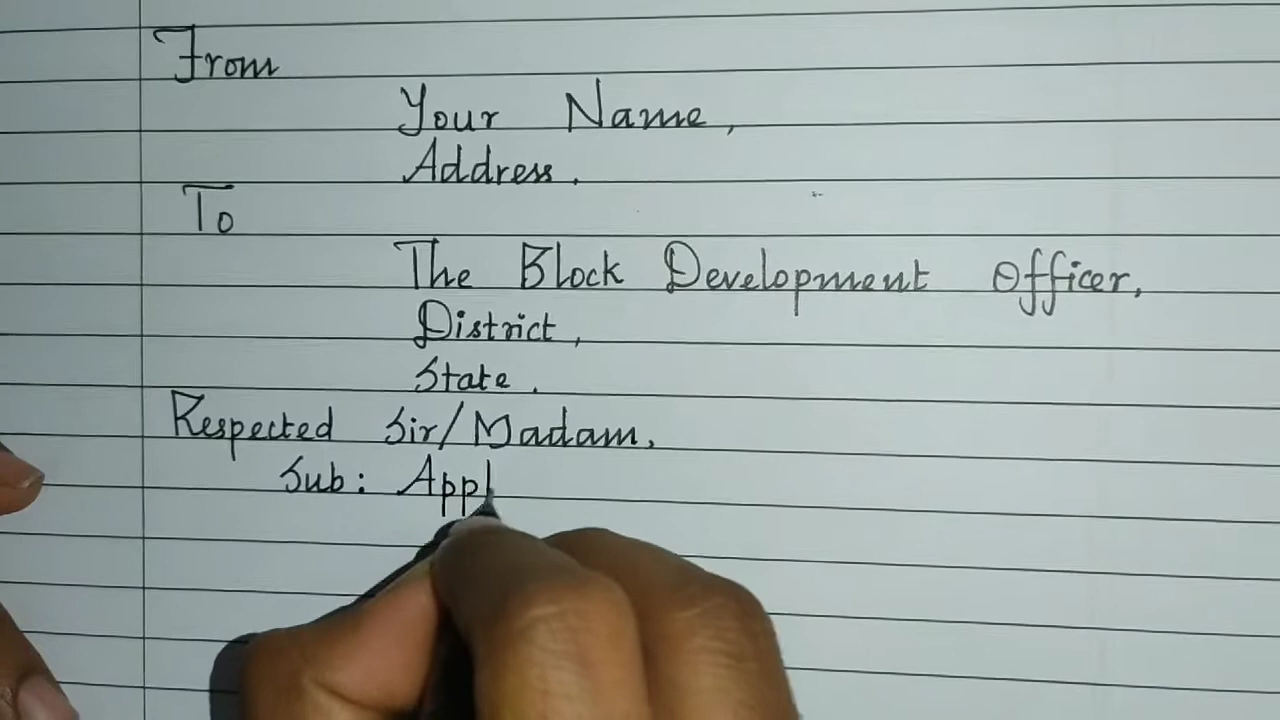 From
Your Name,
Address.
To
The Block Development Officer,
District,
State.
Respected Sir/Madam,
Sub: Appl